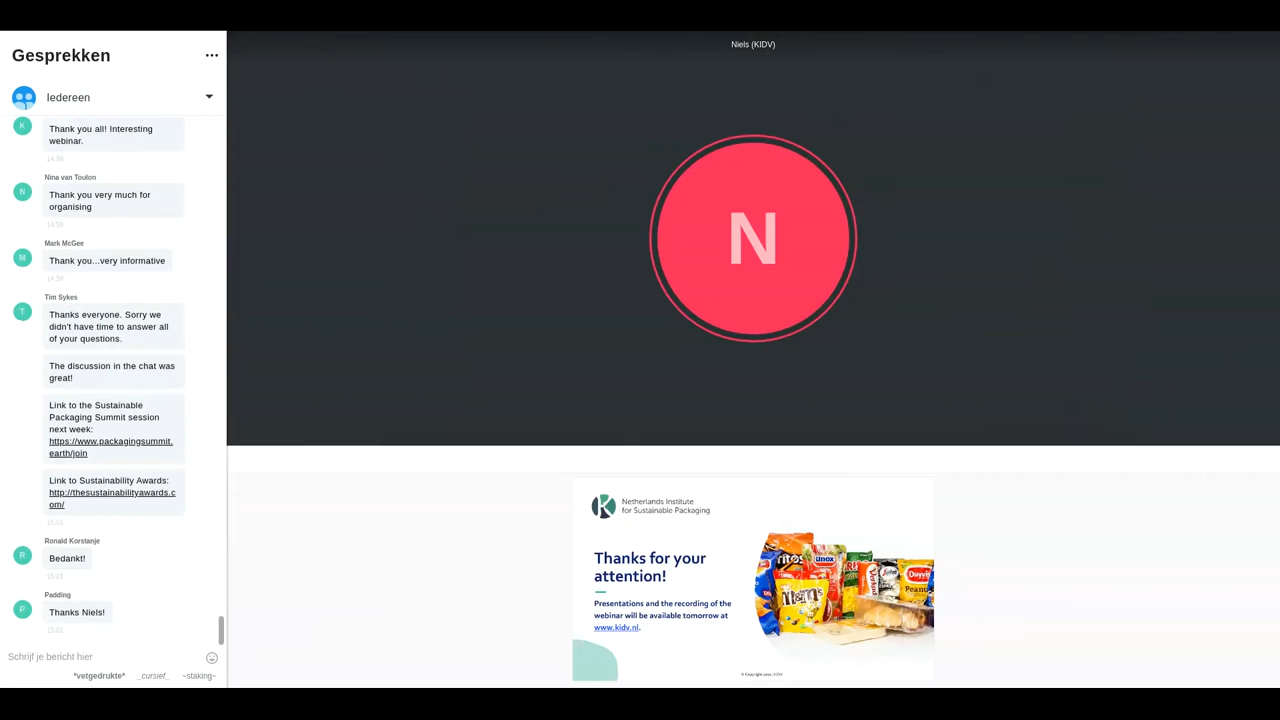 Gesprekken
Iedereen
K
Thank you all! Interesting
webinar.
14:56
Nina van Toulon
N
Thank you very much for
organising
Mark McGee
M
Thank you...very informative
14:59
Tim Sykes
T
Thanks everyone. Sorry we
didn't have time to answer all
of your questions.
The discussion in the chat was
great!
Link to the Sustainable
Packaging Summit session
next week:
https://www.packagingsummit.
earth/join
Link to Sustainability Awards:
http://thesustainabilityawards.c
om/
15:01
Ronald Korstanje
R
Bedankt!
Padding
P
Thanks Niels!
15:01
Schrijf je bericht hier
*vetgedrukte* _cursief_ ~staking~
Niels (KIDV)
N
Netherlands Institute
for Sustainable Packaging
Thanks for your
attention!
Presentations and the recording of the
webinar will be available tomorrow at
www.kidv.nl.
unox
m&m's
Duyvis